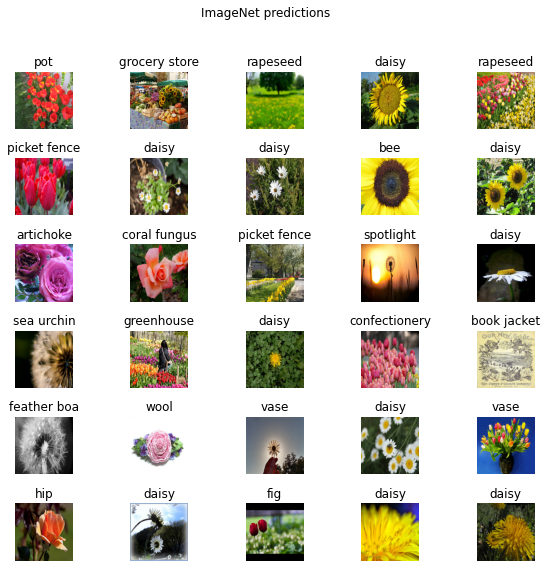 ImageNet predictions
pot grocery store rapeseed daisy rapeseed
picket fence daisy daisy bee daisy
artichoke coral fungus picket fence spotlight daisy
sea urchin greenhouse daisy confectionery book jacket
feather boa wool vase daisy vase
hip daisy fig daisy daisy